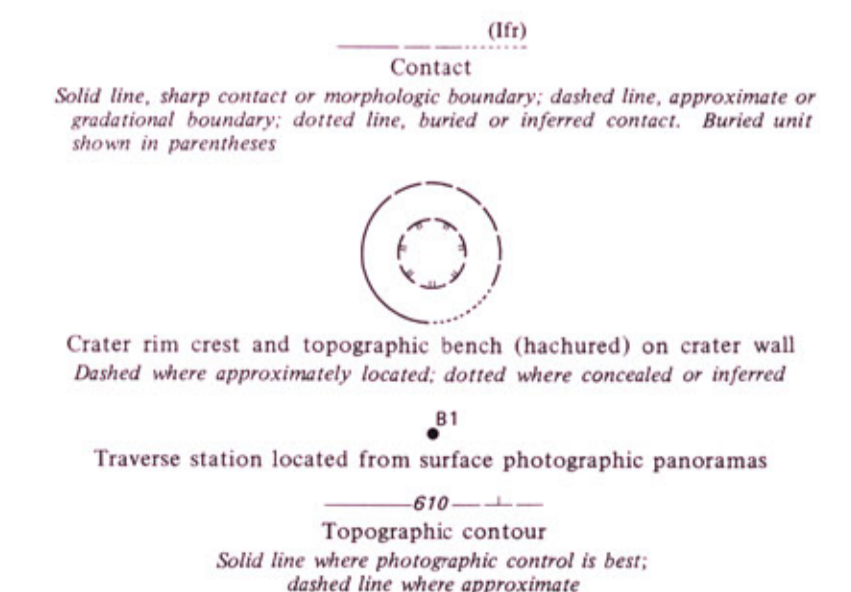 (Ifr)
Contact
Solid line, sharp contact or morphologic boundary; dashed line, approximate or
gradational boundary; dotted line, buried or inferred contact. Buried unit
shown in parentheses
Crater rim crest and topographic bench (hachured) on crater wall
Dashed where approximately located; dotted where concealed or inferred
B1
Traverse station located from surface photographic panoramas
610
Topographic contour
Solid line where photographic control is best;
dashed line where approximate